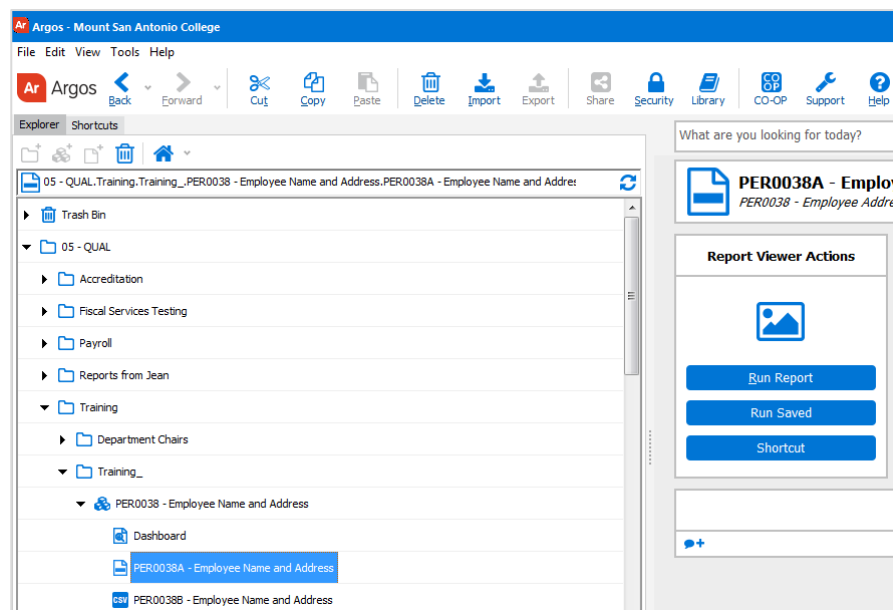 Ar Argos - Mount San Antonio College
File Edit View Tools Help
Ar Argos Back Forward Cut Copy Paste Delete Import Export Share Security Library CO-OP Support Help
Explorer Shortcuts
05 - QUAL.Training.Training_.PER0038 - Employee Name and Address.PER0038A - Employee Name and Addres
Trash Bin
05 - QUAL
Accreditation
Fiscal Services Testing
Payroll
Reports from Jean
Training
Department Chairs
Training_
PER0038 - Employee Name and Address
Dashboard
PER0038A - Employee Name and Address
CSV PER0038B - Employee Name and Address
What are you looking for today?
PER0038A - Emplo
PER0038 - Employee Addre
Report Viewer Actions
Run Report
Run Saved
Shortcut